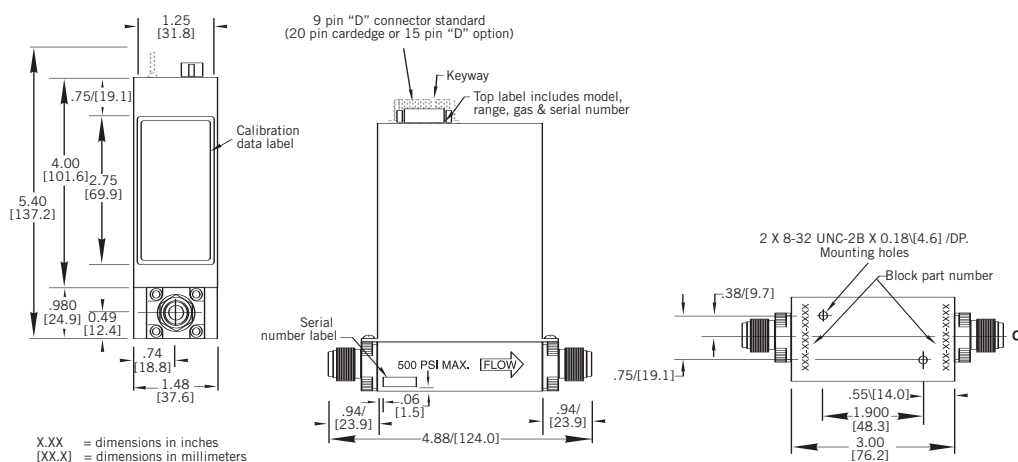 1.25
[31.8]
.75/[19.1]
Calibration
data label
4.00
[101.6]
2.75
[69.9]
5.40
[137.2]
.980
[24.9]
0.49
[12.4]
.74
[18.8]
1.48
[37.6]
X.XX = dimensions in inches
[XX.X] = dimensions in millimeters
9 pin “D” connector standard
(20 pin cardedge or 15 pin “D” option)
Keyway
Top label includes model,
range, gas & serial number
Serial
number label
500 PSI MAX.
FLOW
.06
[1.5]
.94/
[23.9]
.94/
[23.9]
4.88/[124.0]
2 X 8-32 UNC-2B X 0.18\[4.6] /DP.
Mounting holes
Block part number
.38/[9.7]
XXXXXXXX
XXXXXXXX
.75/[19.1]
.55\[14.0]
1.900
[48.3]
3.00
[76.2]